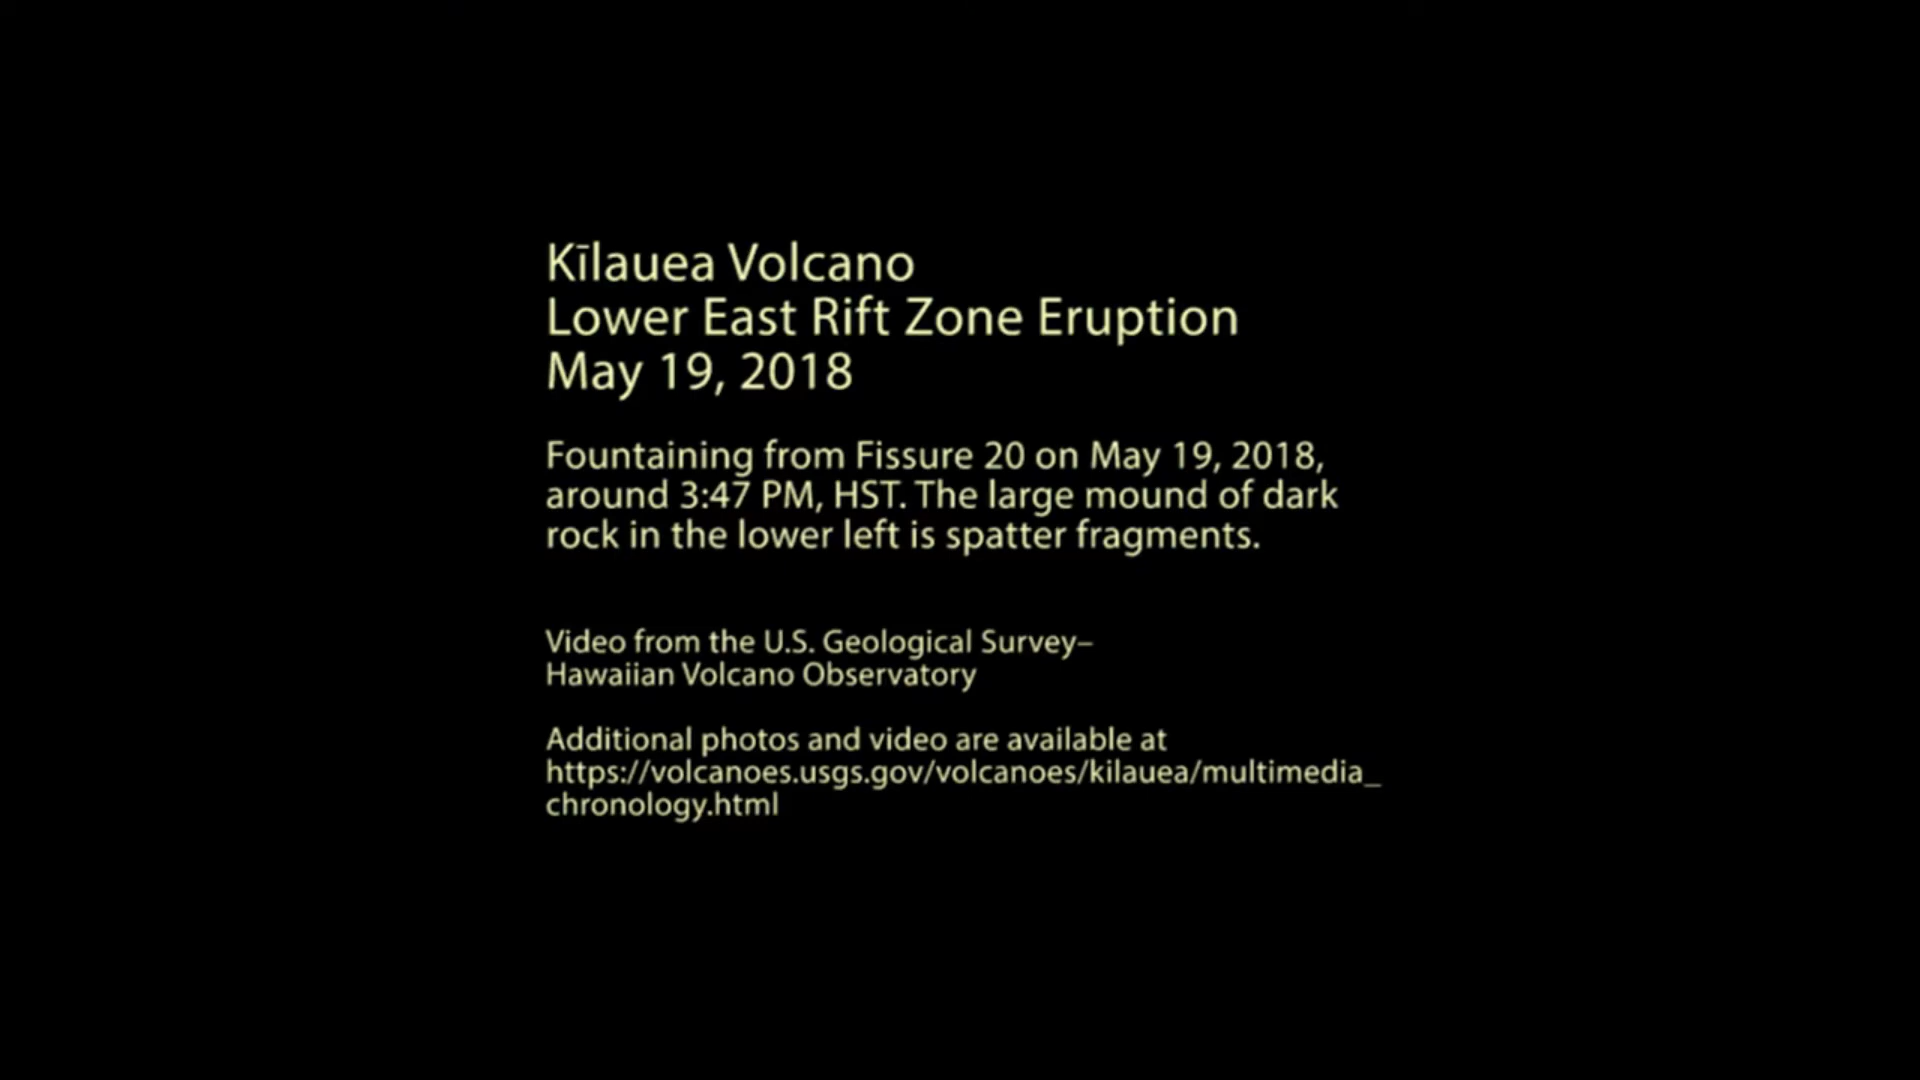 Kīlauea Volcano
Lower East Rift Zone Eruption
May 19, 2018
Fountaining from Fissure 20 on May 19, 2018,
around 3:47 PM, HST. The large mound of dark
rock in the lower left is spatter fragments.
Video from the U.S. Geological Survey–
Hawaiian Volcano Observatory
Additional photos and video are available at
https://volcanoes.usgs.gov/volcanoes/kilauea/multimedia_
chronology.html